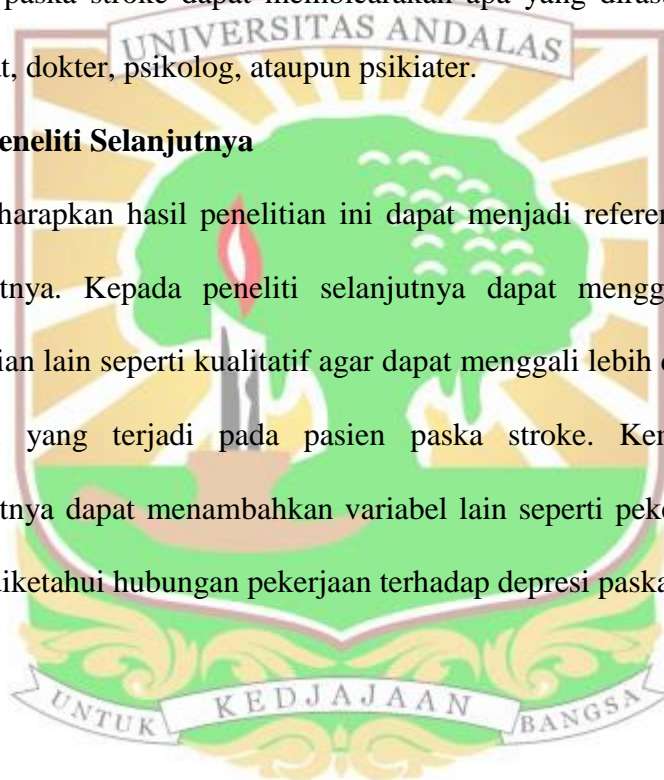 paska stroke dapat membicarakan apa yang diras
UNIVERSITAS ANDALAS
t, dokter, psikolog, ataupun psikiater.
eneliti Selanjutnya
harapkan hasil penelitian ini dapat menjadi referen
tnya. Kepada peneliti selanjutnya dapat mengg
ian lain seperti kualitatif agar dapat menggali lebih
yang terjadi pada pasien paska stroke. Ke
tnya dapat menambahkan variabel lain seperti pek
diketahui hubungan pekerjaan terhadap depresi paska
UNTUK KEDJAJAAN BANGSA